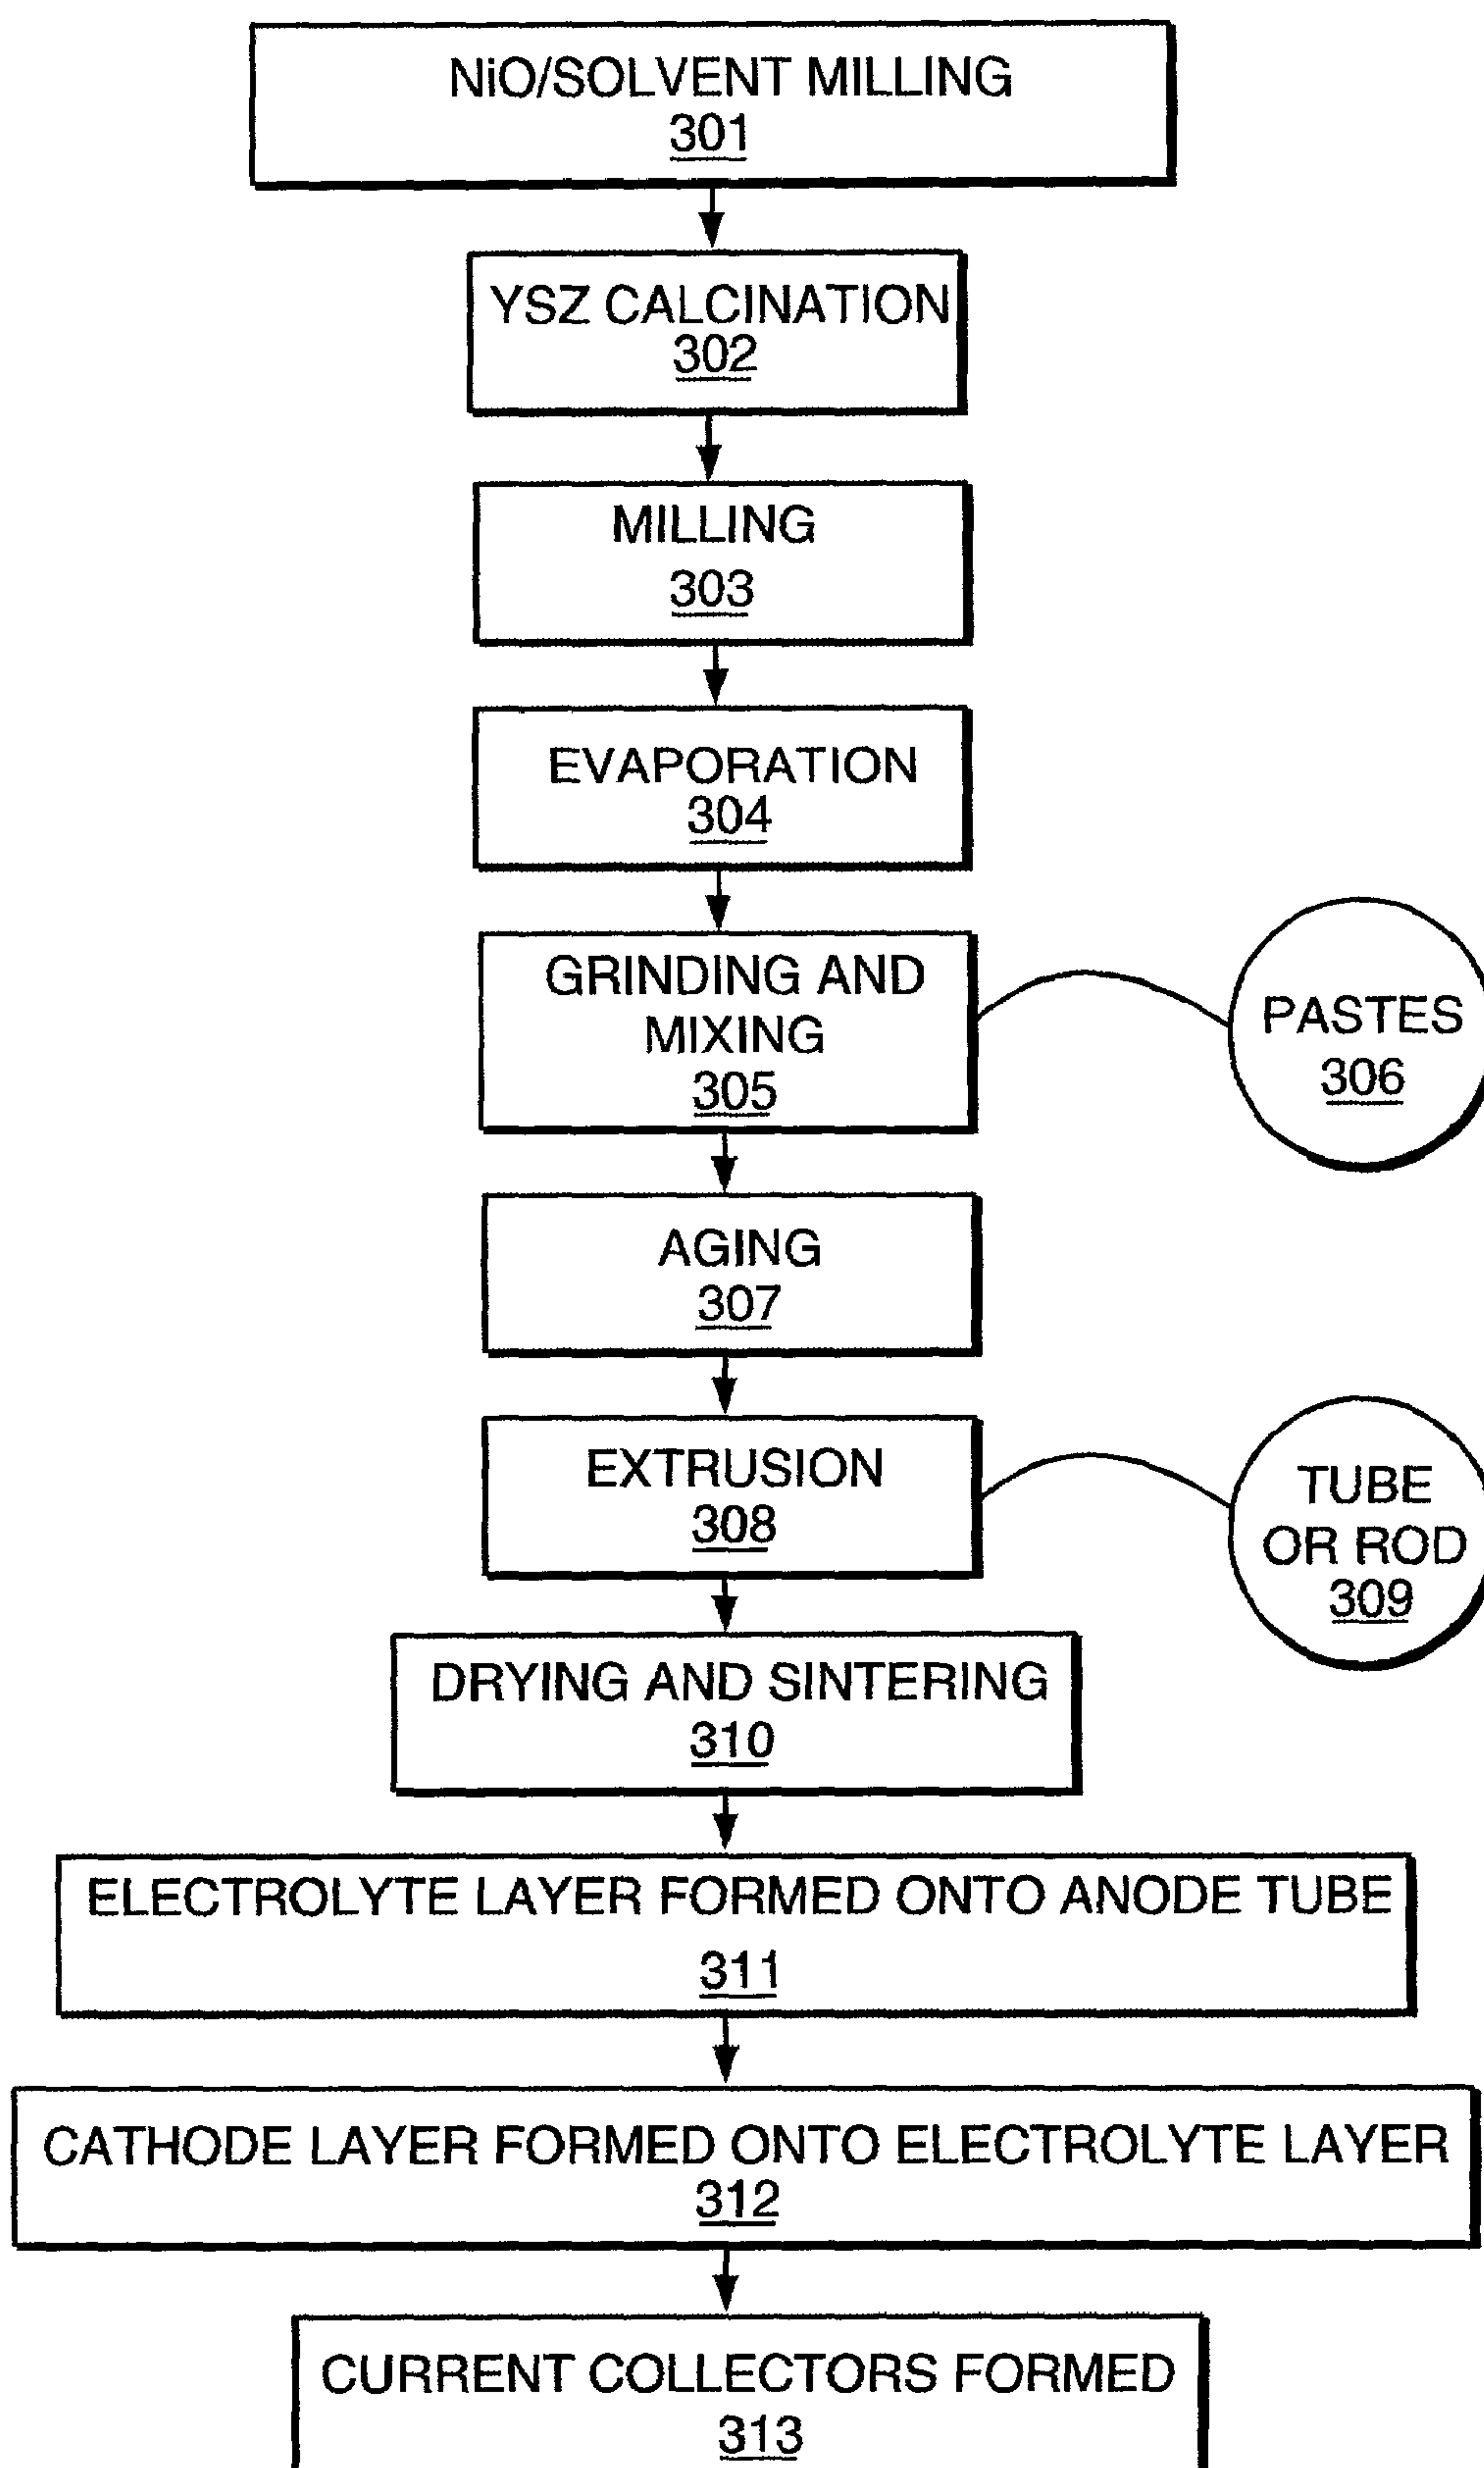 NiO/SOLVENT MILLING
301
YSZ CALCINATION
302
MILLING
303
EVAPORATION
304
GRINDING AND
MIXING
305
PASTES
306
AGING
307
EXTRUSION
308
TUBE
OR ROD
309
DRYING AND SINTERING
310
ELECTROLYTE LAYER FORMED ONTO ANODE TUBE
311
CATHODE LAYER FORMED ONTO ELECTROLYTE LAYER
312
CURRENT COLLECTORS FORMED
313